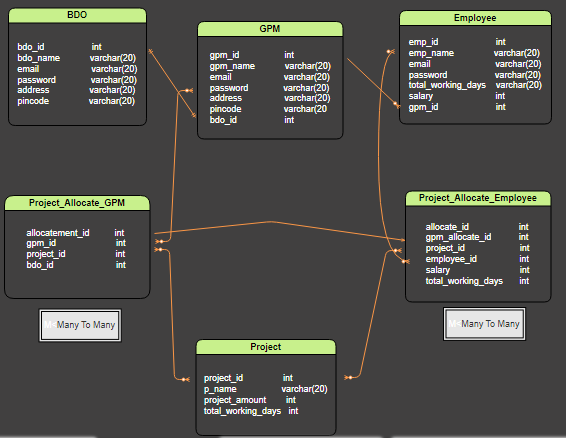 BDO
bdo_id int
bdo_name varchar(20)
email varchar(20)
password varchar(20)
address varchar(20)
pincode varchar(20)
GPM
gpm_id int
gpm_name varchar(20)
email varchar(20)
password varchar(20)
address varchar(20)
pincode varchar(20
bdo_id int
Employee
emp_id int
emp_name varchar(20)
email varchar(20)
password varchar(20)
total_working_days varchar(20)
salary int
gpm_id int
Project_Allocate_GPM
allocatement_id int
gpm_id int
project_id int
bdo_id int
M<Many To Many
Project_Allocate_Employee
allocate_id int
gpm_allocate_id int
project_id int
employee_id int
salary int
total_working_days int
M<Many To Many
Project
project_id int
p_name varchar(20)
project_amount int
total_working_days int